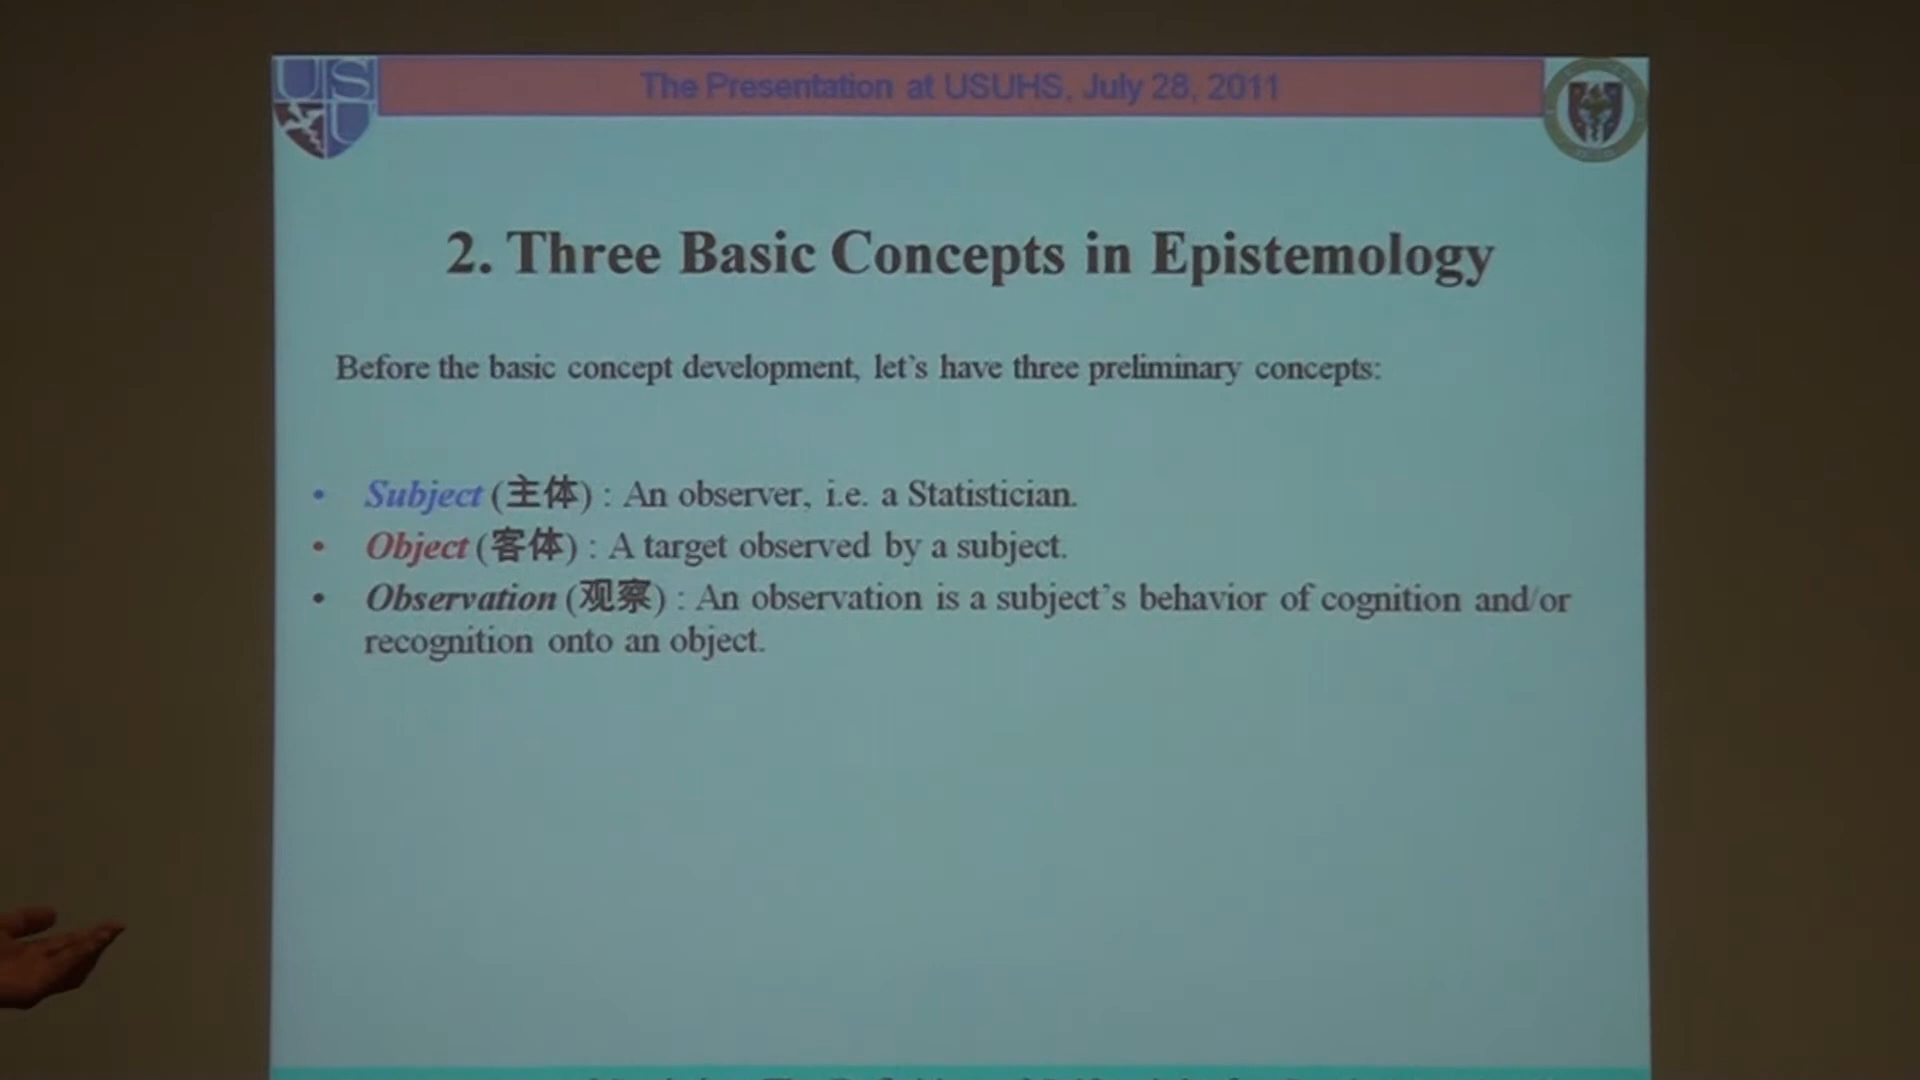 USU
The Presentation at USUHS, July 28, 2011
2. Three Basic Concepts in Epistemology
Before the basic concept development, let's have three preliminary concepts:
• Subject (主体) : An observer, i.e. a Statistician.
• Object (客体) : A target observed by a subject.
• Observation (观察) : An observation is a subject's behavior of cognition and/or
recognition onto an object.